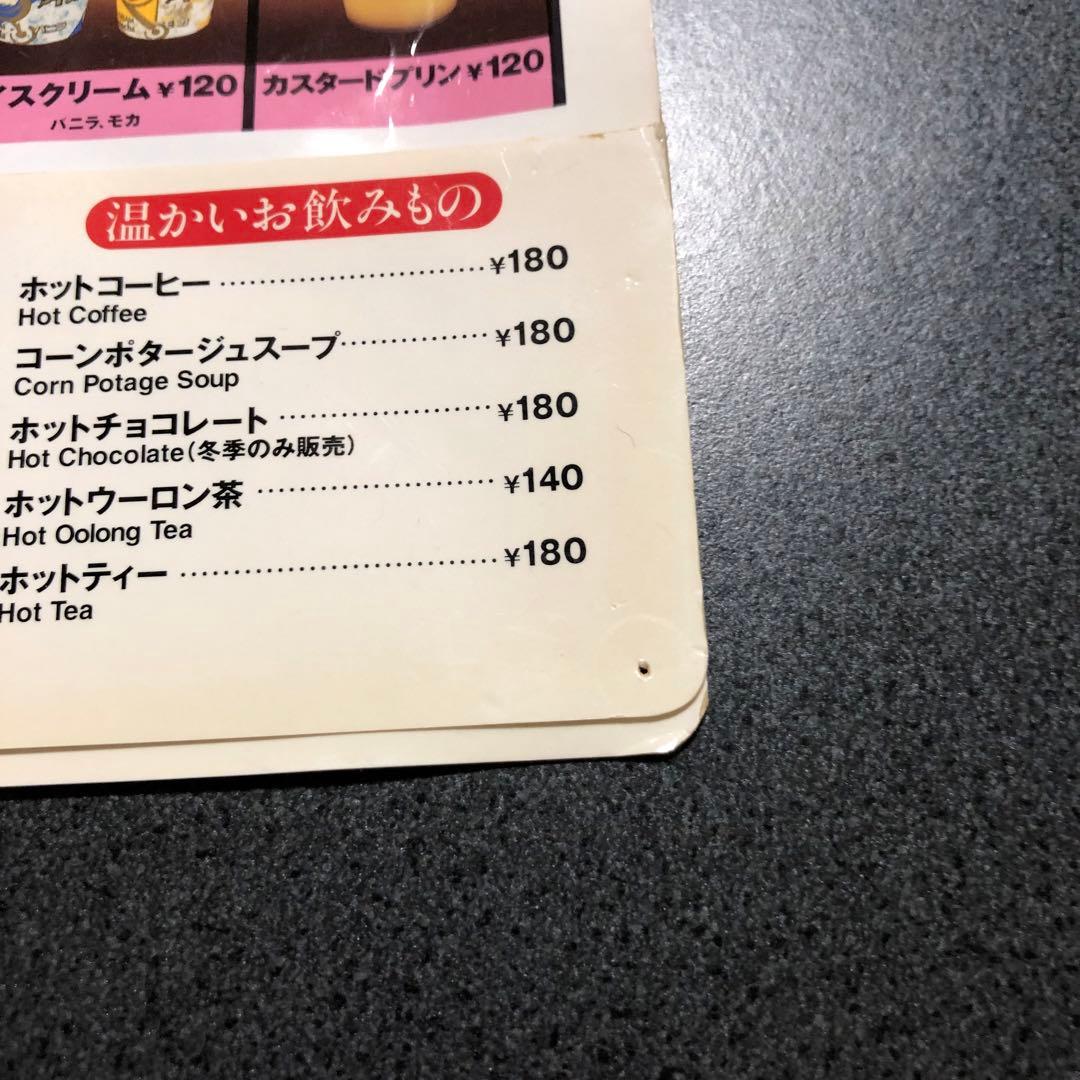 イスクリーム ¥120
バニラ、モカ
カスタードプリン ¥120
温かいお飲みもの
ホットコーヒー ¥180
Hot Coffee
コーンポタージュスープ ¥180
Corn Potage Soup
ホットチョコレート ¥180
Hot Chocolate(冬季のみ販売)
ホットウーロン茶 ¥140
Hot Oolong Tea
ホットティー ¥180
Hot Tea